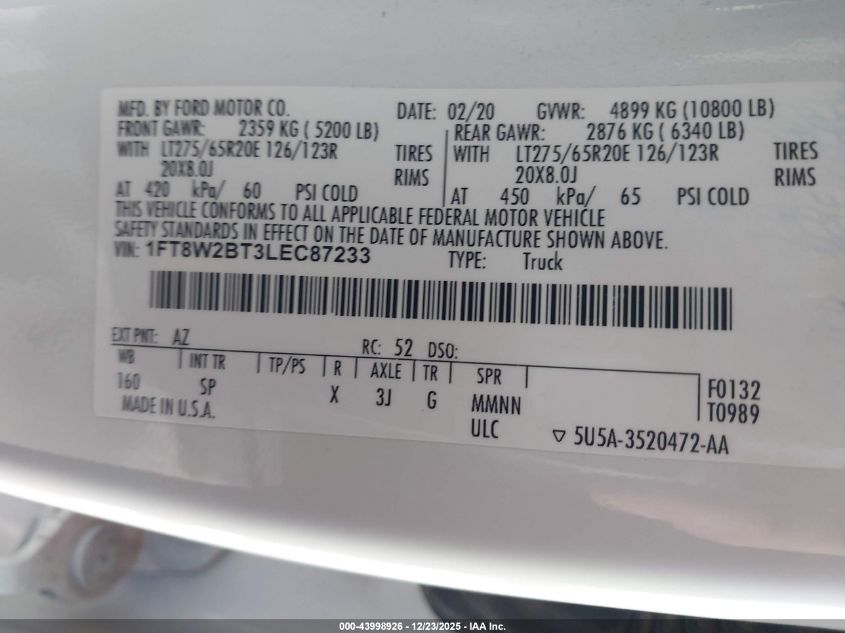 MFD. BY FORD MOTOR CO. DATE: 02/20 GVWR: 4899 KG (10800 LB)
FRONT GAWR: 2359 KG ( 5200 LB) REAR GAWR: 2876 KG ( 6340 LB)
WITH LT275/65R20E 126/123R TIRES WITH LT275/65R20E 126/123R TIRES
20X8.0J RIMS 20X8.0J RIMS
AT 420 kPa/ 60 PSI COLD AT 450 kPa/ 65 PSI COLD
THIS VEHICLE CONFORMS TO ALL APPLICABLE FEDERAL MOTOR VEHICLE
SAFETY STANDARDS IN EFFECT ON THE DATE OF MANUFACTURE SHOWN ABOVE.
VIN: 1FT8W2BT3LEC87233 TYPE: Truck
EXT PNT: AZ RC: 52 DSO:
WB INT TR TP/PS R AXLE TR SPR
160 SP X 3J G MMNN F0132
MADE IN U.S.A. ULC T0989
5U5A-3520472-AA
000-43998926 - 12/23/2025 - IAA Inc.